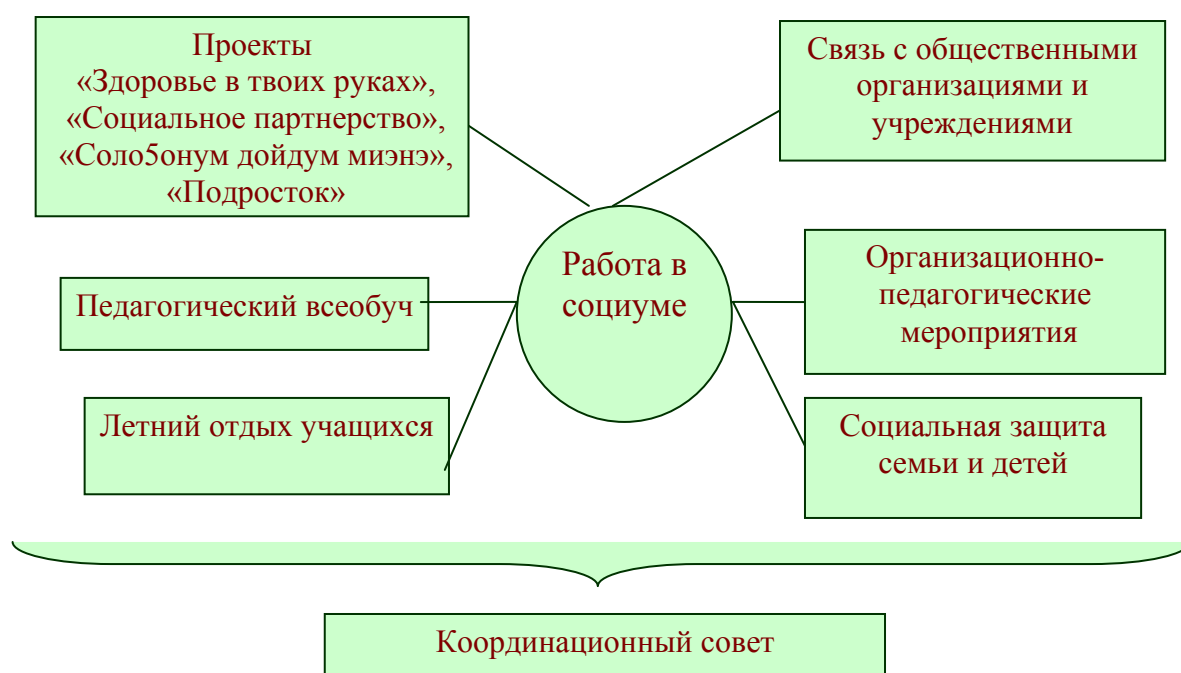 Проекты
«Здоровье в твоих руках»,
«Социальное партнерство»,
«Соло5онум дойдум миэнэ»,
«Подросток»
Связь с общественными
организациями и
учреждениями
Работа в
социуме
Педагогический всеобуч
Организационно-
педагогические
мероприятия
Летний отдых учащихся
Социальная защита
семьи и детей
Координационный совет